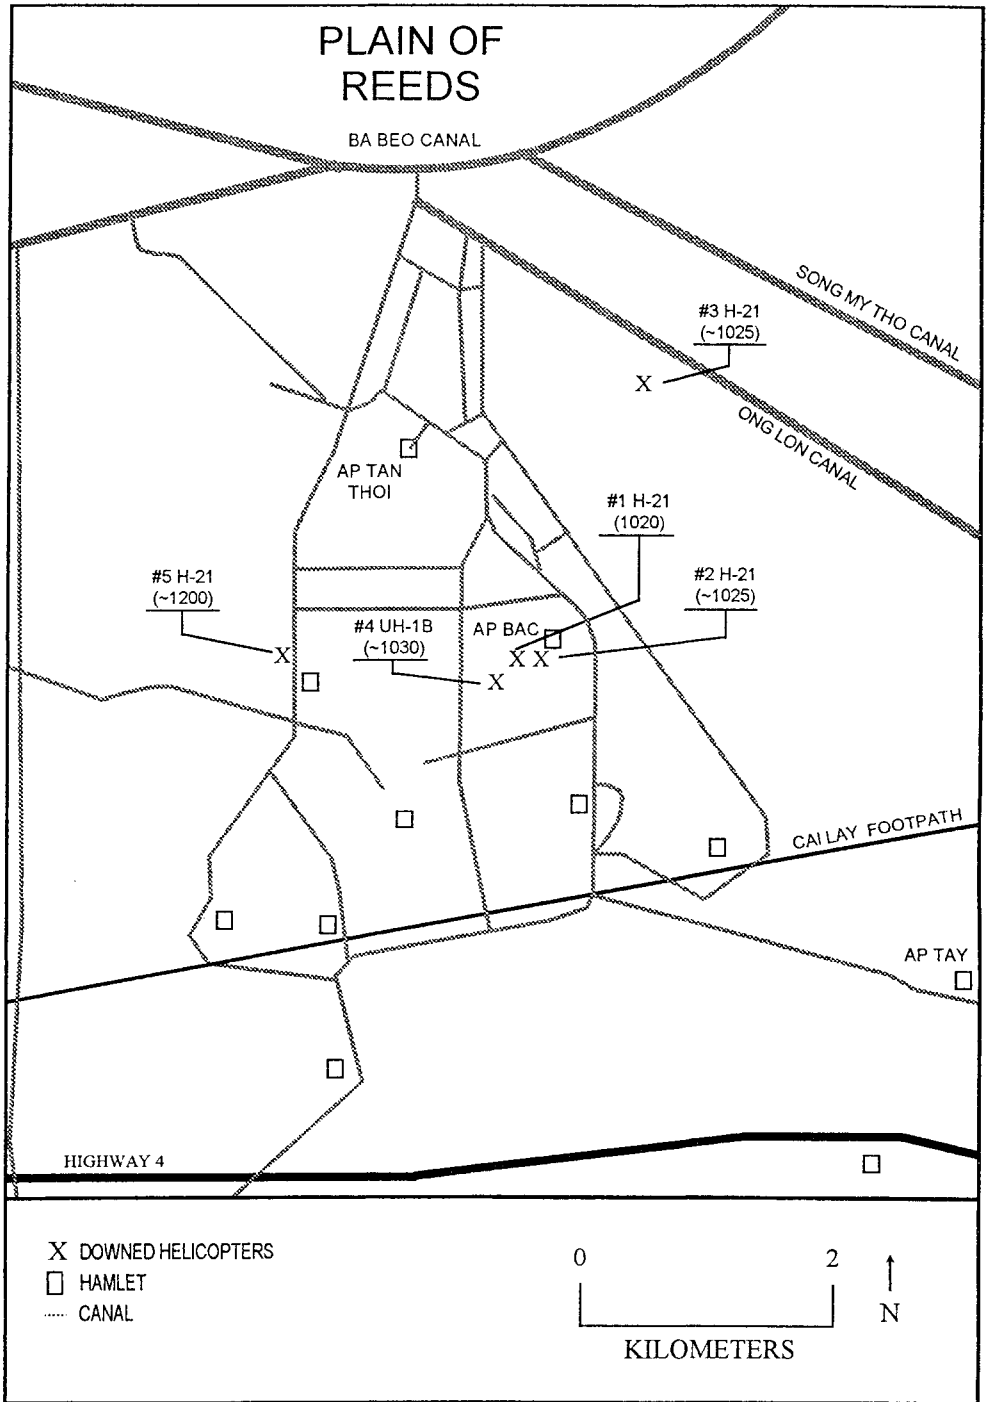 PLAIN OF
REEDS
BA BEO CANAL
SONG MY THO CANAL
#3 H-21
(~1025)
X
ONG LON CANAL
AP TAN
THOI
#1 H-21
(1020)
#5 H-21
(~1200)
#2 H-21
(~1025)
#4 UH-1B
(~1030)
AP BAC
X
X X
X
CAI LAY FOOTPATH
AP TAY
HIGHWAY 4
X DOWNED HELICOPTERS
HAMLET
CANAL
0 2
KILOMETERS
N